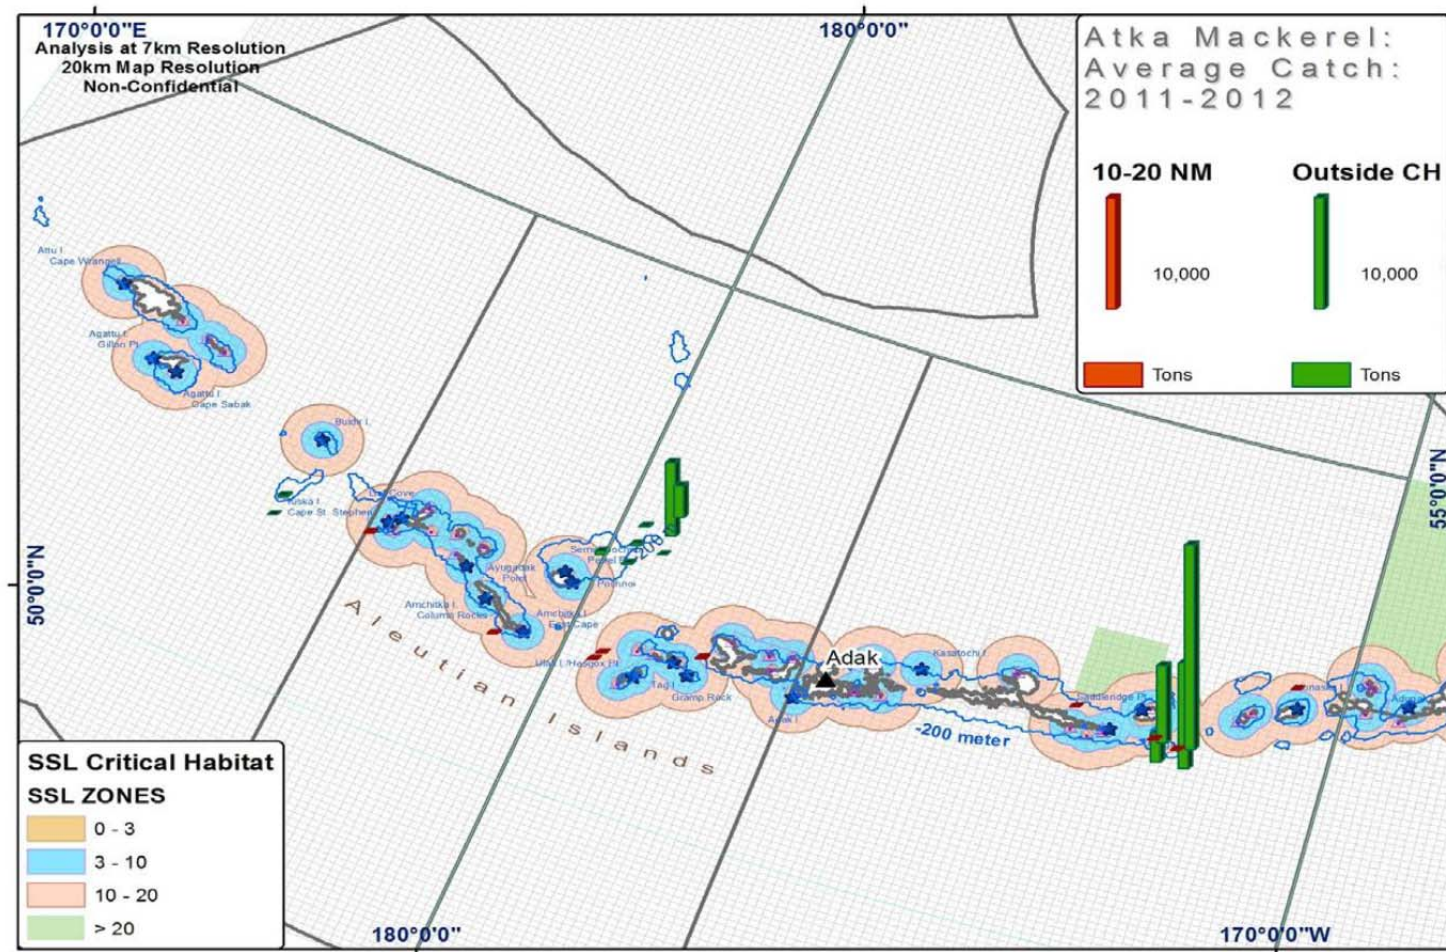 170°0'0"E
180°0'0"
Analysis at 7km Resolution
20km Map Resolution
Non-Confidential
Atka Mackerel:
Average Catch:
2011-2012
10-20 NM
Outside CH
10,000
10,000
Tons
Tons
Attu I.
Cape Wrangell
Agattu I.
Gillon Pt
Agattu I.
Cape Sabak
Buldir I.
55°0'0"N
Cape St. Stephen
50°0'0"N
Ayugadak
Point
Amchitka I.
Column Rocks
Amchitka I.
East Cape
Aleutian Islands
Tag I.
Gramp Rock
Adak
Kasatochi I.
Adak I.
Saddleridge Pt.
-200 meter
SSL Critical Habitat
SSL ZONES
0 - 3
3 - 10
10 - 20
> 20
180°0'0"
170°0'0"W